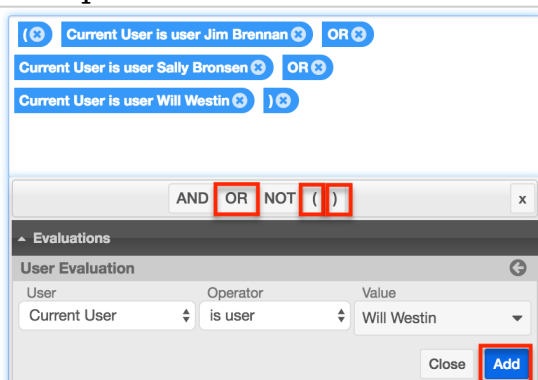 ( Current User is user Jim Brennan OR
Current User is user Sally Bronsen OR
Current User is user Will Westin )
AND OR NOT ( ) x
Evaluations
User Evaluation
User Operator Value
Current User is user Will Westin
Close Add